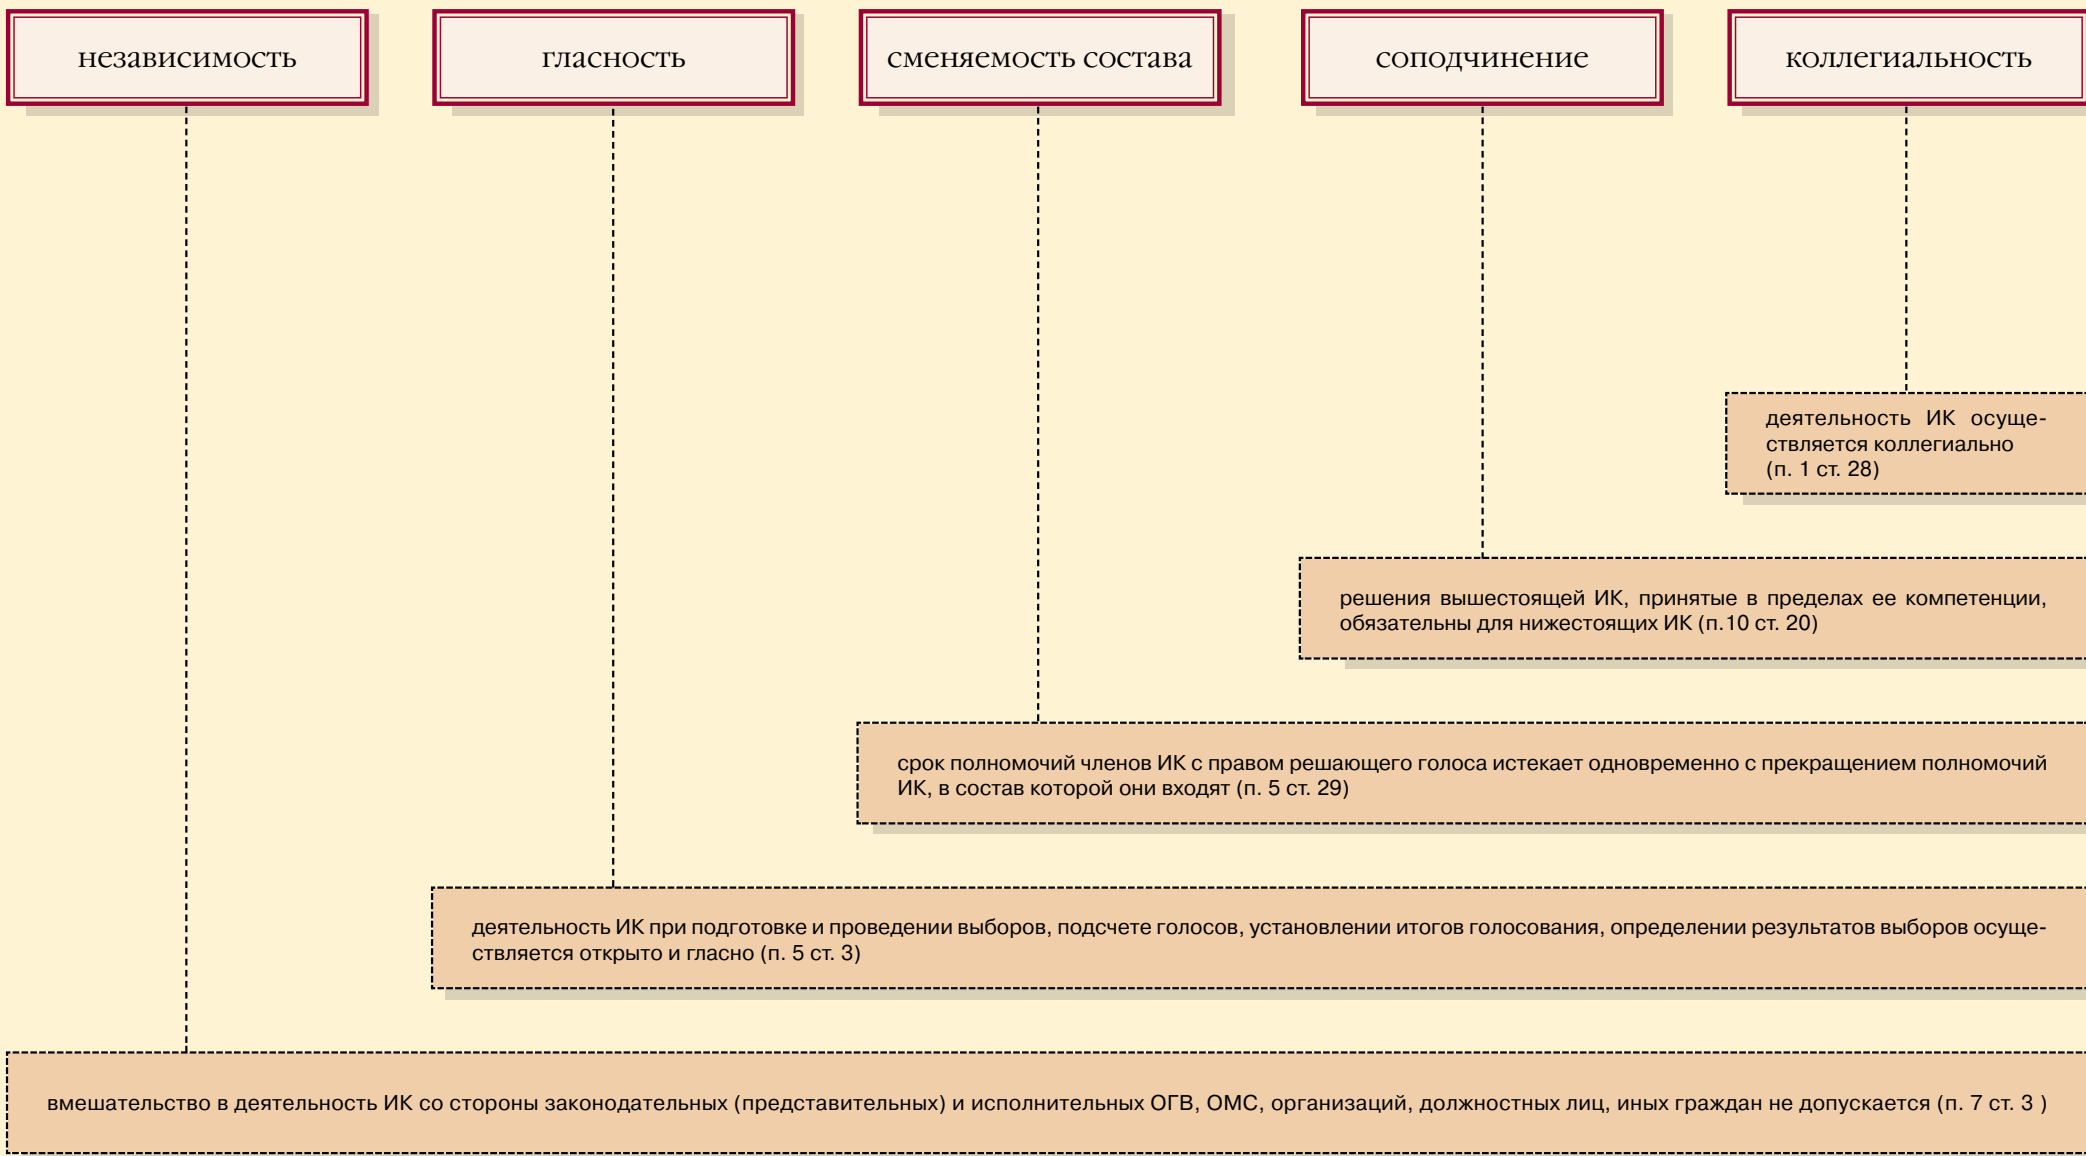 независимость
гласность
сменяемость состава
соподчинение
коллегиальность
деятельность ИК осуще-
ствляется коллегиально
(п. 1 ст. 28)
решения вышестоящей ИК, принятые в пределах ее компетенции,
обязательны для нижестоящих ИК (п.10 ст. 20)
срок полномочий членов ИК с правом решающего голоса истекает одновременно с прекращением полномочий
ИК, в состав которой они входят (п. 5 ст. 29)
деятельность ИК при подготовке и проведении выборов, подсчете голосов, установлении итогов голосования, определении результатов выборов осуще-
ствляется открыто и гласно (п. 5 ст. 3)
вмешательство в деятельность ИК со стороны законодательных (представительных) и исполнительных ОГВ, ОМС, организаций, должностных лиц, иных граждан не допускается (п. 7 ст. 3 )